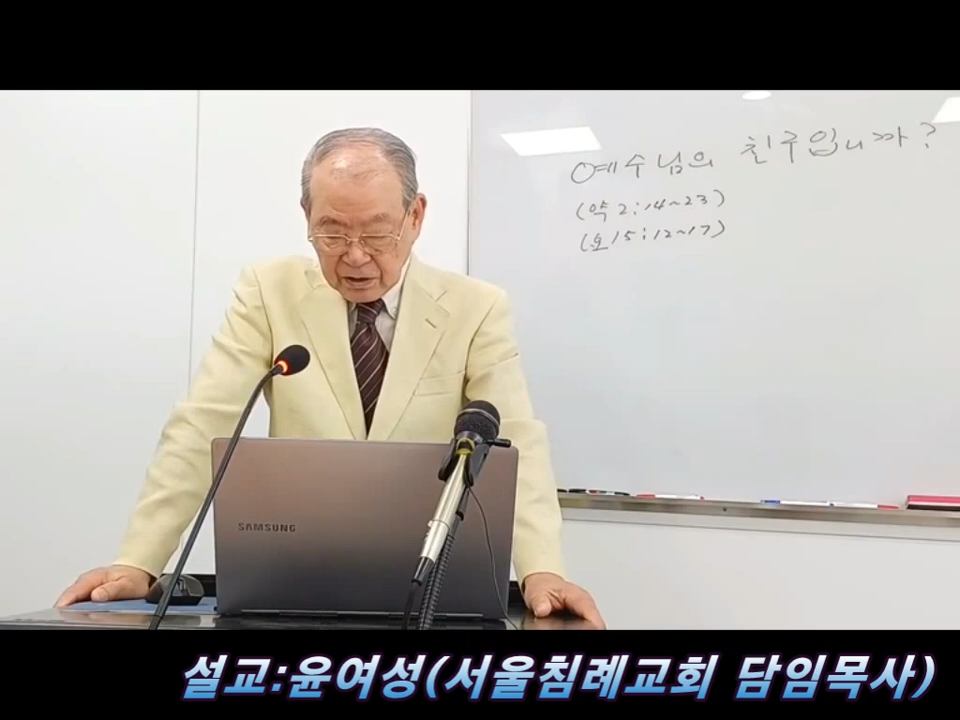 예수님의 친구입니까?
(약 2:14~23)
(요 15:12~17)
SAMSUNG
설교:윤여성(서울침례교회 담임목사)